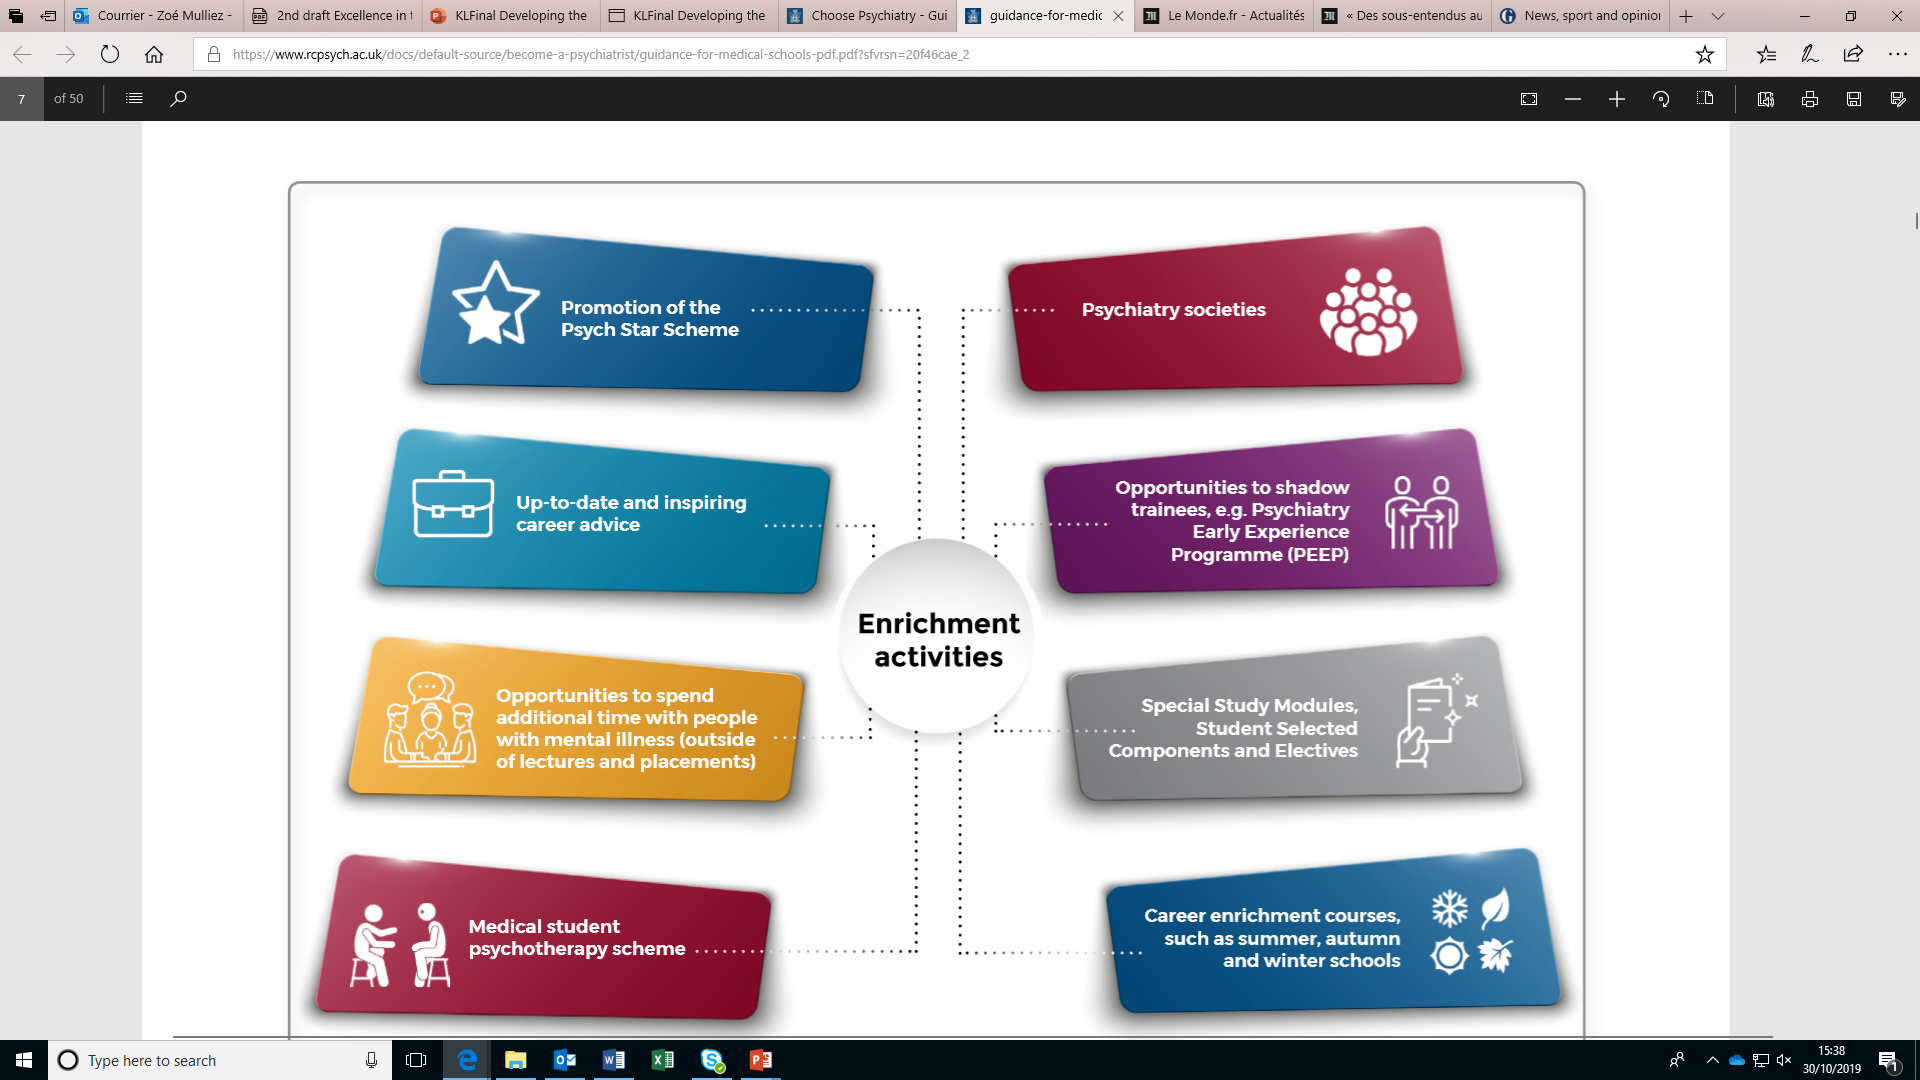 Courrier - Zoé Mulliez -
2nd draft Excellence in t
KLFinal Developing the
KLFinal Developing the
Choose Psychiatry - Gui
guidance-for-medic
Le Monde.fr - Actualités
« Des sous-entendus au
News, sport and opinion
https://www.rcpsych.ac.uk/docs/default-source/become-a-psychiatrist/guidance-for-medical-schools-pdf.pdf?sfvrsn=20f46cae_2
7 of 50
Promotion of the
Psych Star Scheme
Psychiatry societies
Up-to-date and inspiring
career advice
Opportunities to shadow
trainees, e.g. Psychiatry
Early Experience
Programme (PEEP)
Enrichment
activities
Opportunities to spend
additional time with people
with mental illness (outside
of lectures and placements)
Special Study Modules,
Student Selected
Components and Electives
Medical student
psychotherapy scheme
Career enrichment courses,
such as summer, autumn
and winter schools
Type here to search
15:38
30/10/2019
1